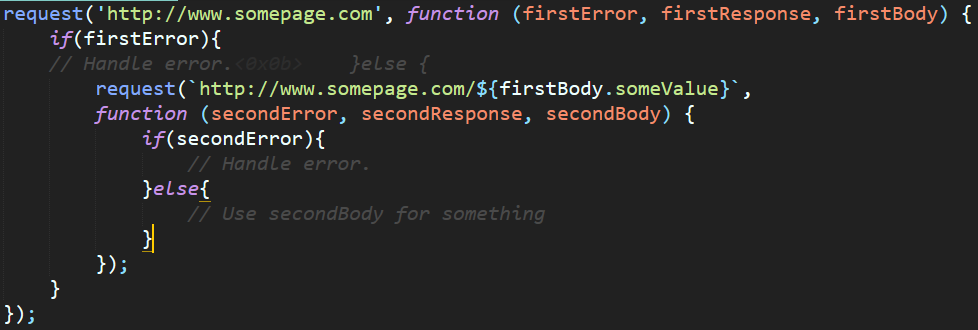 request('http://www.somepage.com', function (firstError, firstResponse, firstBody) {
    if(firstError){
    // Handle error.<0x0b>    }else {
        request(`http://www.somepage.com/${firstBody.someValue}`,
        function (secondError, secondResponse, secondBody) {
            if(secondError){
                // Handle error.
            }else{
                // Use secondBody for something
            }
        });
    }
});